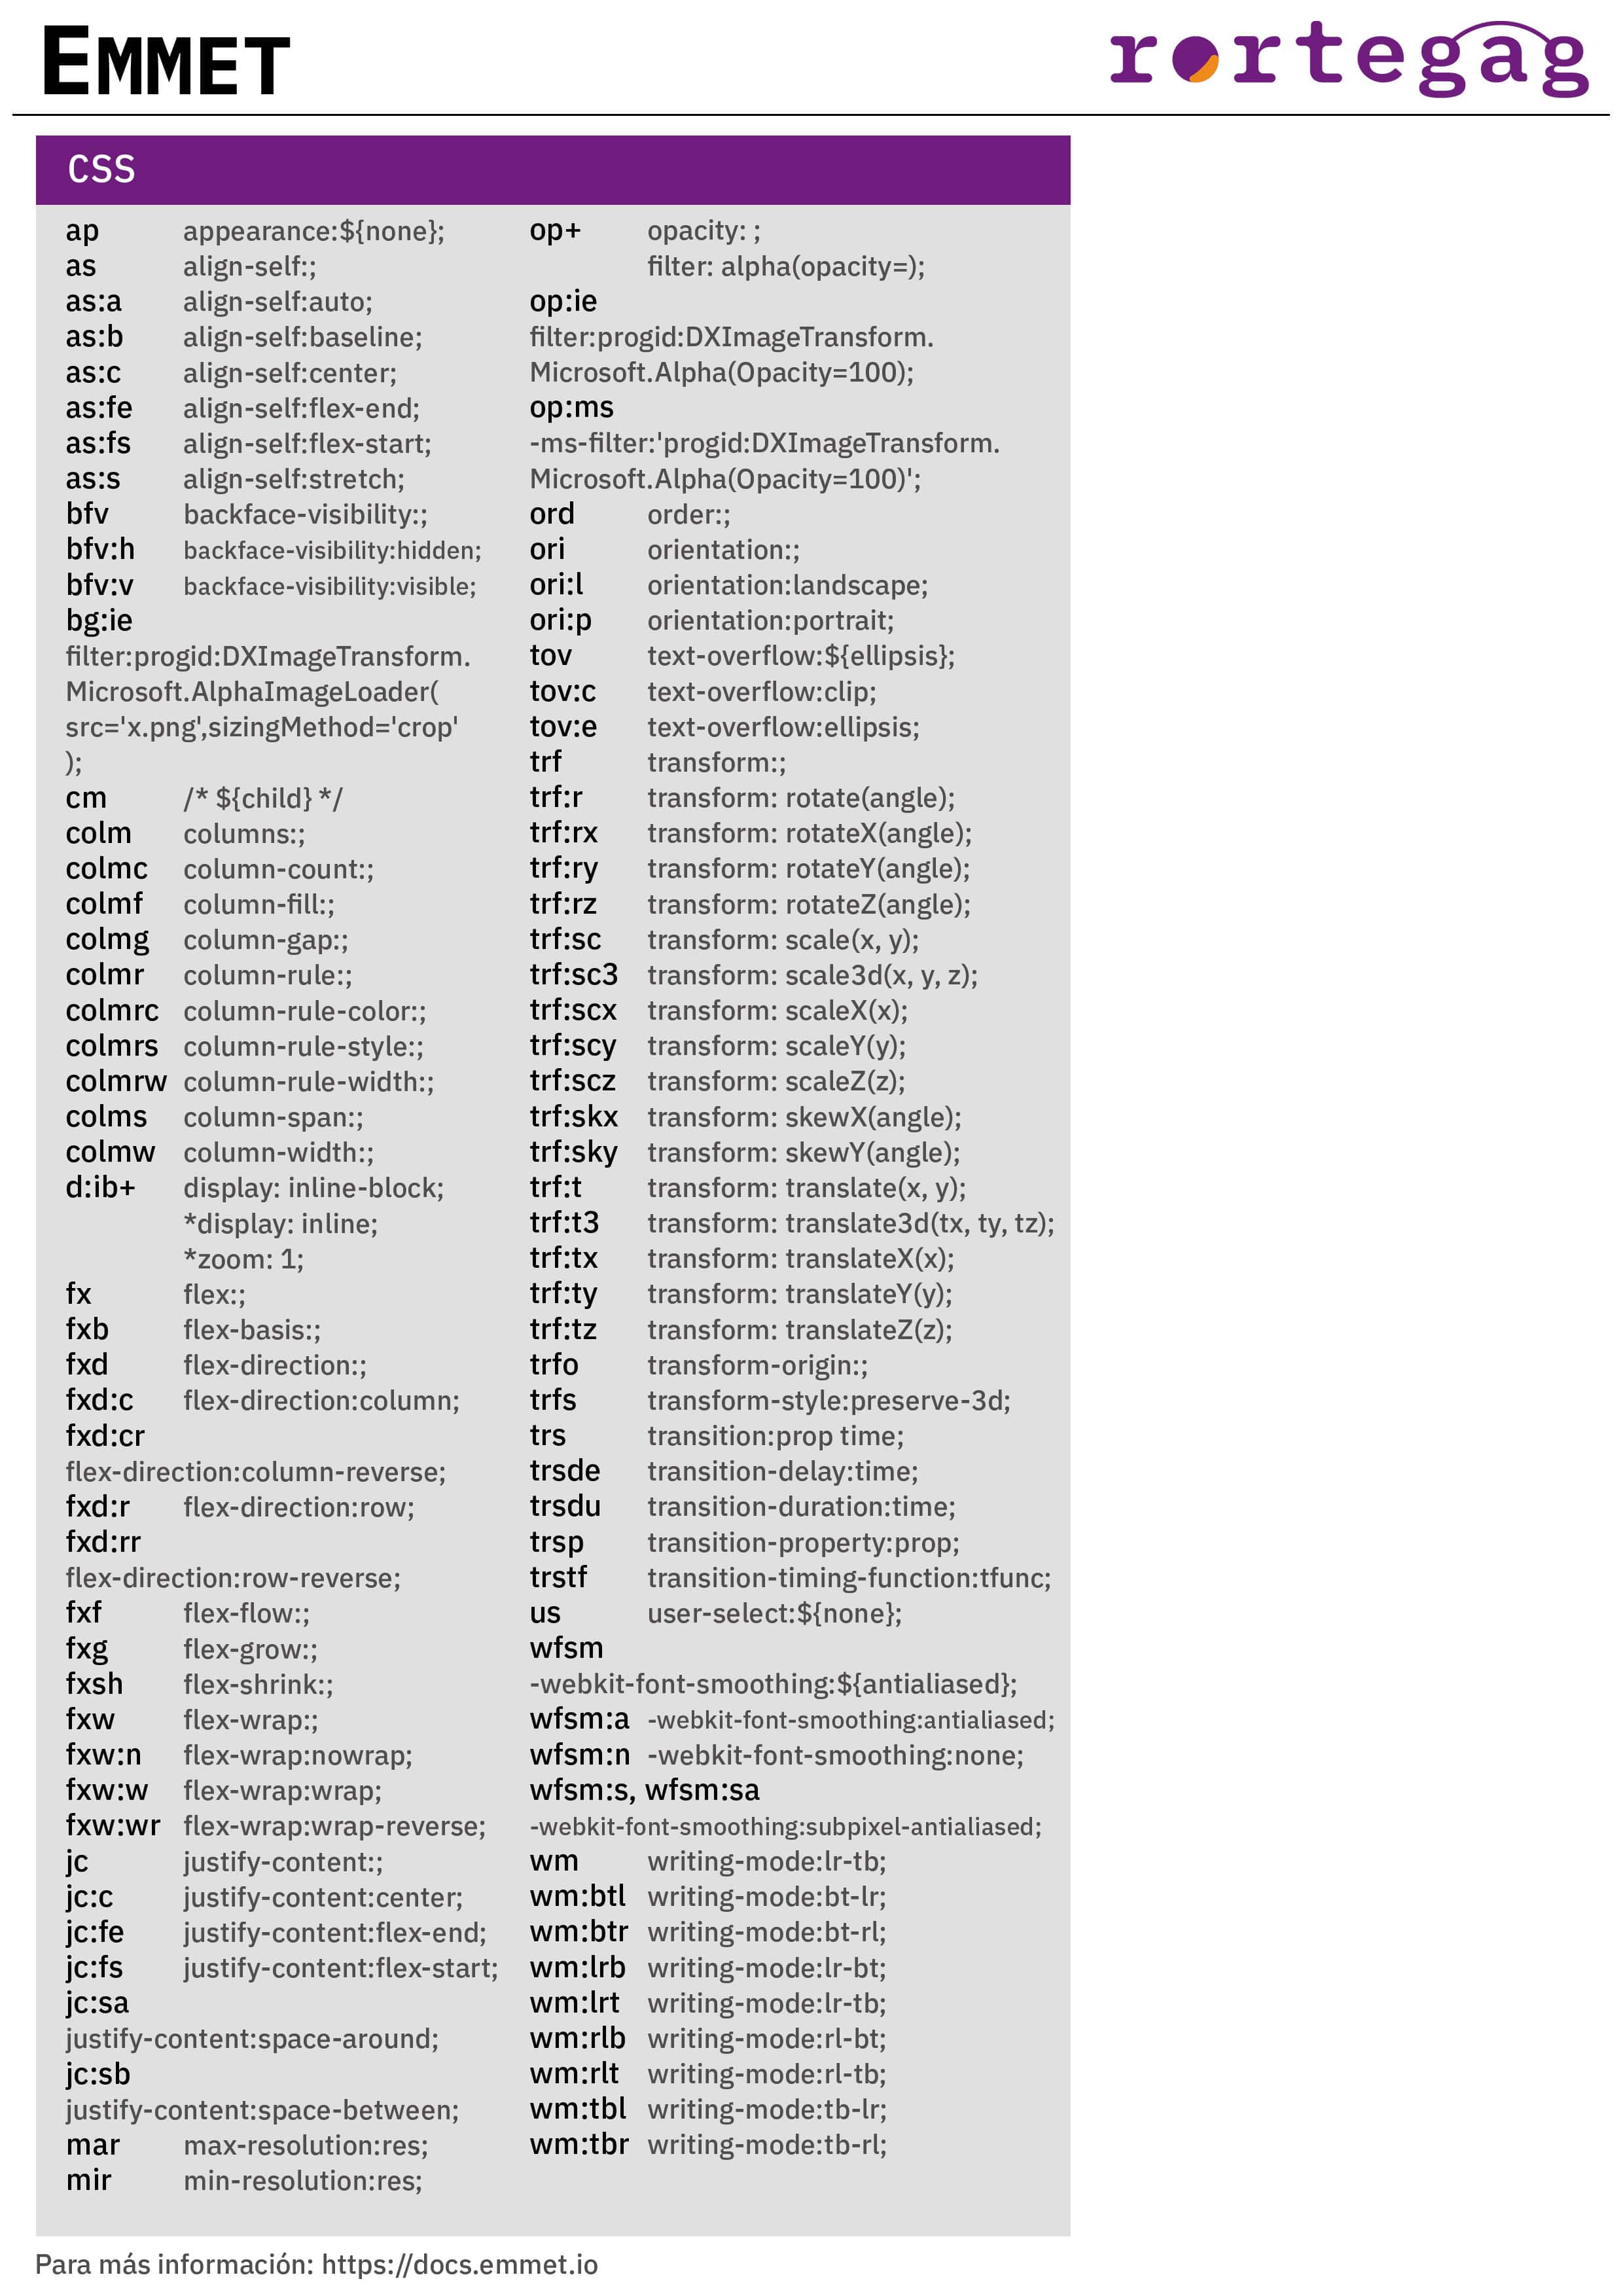 EMMET
rortegag
CSS
ap appearance:${none};
as align-self:;
as:a align-self:auto;
as:b align-self:baseline;
as:c align-self:center;
as:fe align-self:flex-end;
as:fs align-self:flex-start;
as:s align-self:stretch;
bfv backface-visibility:;
bfv:h backface-visibility:hidden;
bfv:v backface-visibility:visible;
bg:ie
filter:progid:DXImageTransform.
Microsoft.AlphaImageLoader(
src='x.png',sizingMethod='crop'
);
cm /* ${child} */
colm columns:;
colmc column-count:;
colmf column-fill:;
colmg column-gap:;
colmr column-rule:;
colmrc column-rule-color:;
colmrs column-rule-style:;
colmrw column-rule-width:;
colms column-span:;
colmw column-width:;
d:ib+ display: inline-block;
*display: inline;
*zoom: 1;
fx flex:;
fxb flex-basis:;
fxd flex-direction:;
fxd:c flex-direction:column;
fxd:cr
flex-direction:column-reverse;
fxd:r flex-direction:row;
fxd:rr
flex-direction:row-reverse;
fxf flex-flow:;
fxg flex-grow:;
fxsh flex-shrink:;
fxw flex-wrap:;
fxw:n flex-wrap:nowrap;
fxw:w flex-wrap:wrap;
fxw:wr flex-wrap:wrap-reverse;
jc justify-content:;
jc:c justify-content:center;
jc:fe justify-content:flex-end;
jc:fs justify-content:flex-start;
jc:sa
justify-content:space-around;
jc:sb
justify-content:space-between;
mar max-resolution:res;
mir min-resolution:res;
op+ opacity: ;
filter: alpha(opacity=);
op:ie
filter:progid:DXImageTransform.
Microsoft.Alpha(Opacity=100);
op:ms
-ms-filter:'progid:DXImageTransform.
Microsoft.Alpha(Opacity=100)';
ord order:;
ori orientation:;
ori:l orientation:landscape;
ori:p orientation:portrait;
tov text-overflow:${ellipsis};
tov:c text-overflow:clip;
tov:e text-overflow:ellipsis;
trf transform:;
trf:r transform: rotate(angle);
trf:rx transform: rotateX(angle);
trf:ry transform: rotateY(angle);
trf:rz transform: rotateZ(angle);
trf:sc transform: scale(x, y);
trf:sc3 transform: scale3d(x, y, z);
trf:scx transform: scaleX(x);
trf:scy transform: scaleY(y);
trf:scz transform: scaleZ(z);
trf:skx transform: skewX(angle);
trf:sky transform: skewY(angle);
trf:t transform: translate(x, y);
trf:t3 transform: translate3d(tx, ty, tz);
trf:tx transform: translateX(x);
trf:ty transform: translateY(y);
trf:tz transform: translateZ(z);
trfo transform-origin:;
trfs transform-style:preserve-3d;
trs transition:prop time;
trsde transition-delay:time;
trsdu transition-duration:time;
trsp transition-property:prop;
trstf transition-timing-function:tfunc;
us user-select:${none};
wfsm
-webkit-font-smoothing:${antialiased};
wfsm:a -webkit-font-smoothing:antialiased;
wfsm:n -webkit-font-smoothing:none;
wfsm:s, wfsm:sa
-webkit-font-smoothing:subpixel-antialiased;
wm writing-mode:lr-tb;
wm:btl writing-mode:bt-lr;
wm:btr writing-mode:bt-rl;
wm:lrb writing-mode:lr-bt;
wm:lrt writing-mode:lr-tb;
wm:rlb writing-mode:rl-bt;
wm:rlt writing-mode:rl-tb;
wm:tbl writing-mode:tb-lr;
wm:tbr writing-mode:tb-rl;
Para más información: https://docs.emmet.io